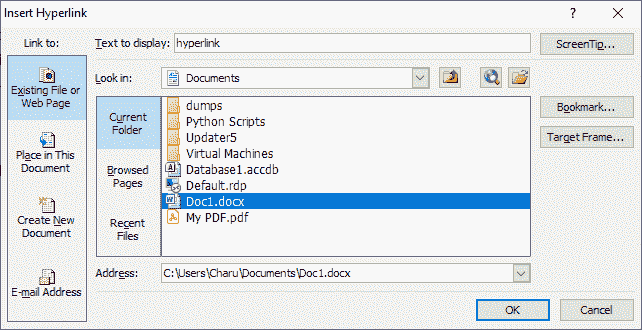 Insert Hyperlink
?
Link to:
Text to display: hyperlink
ScreenTip...
Existing File or
Web Page
Look in: Documents
Current
Folder
dumps
Python Scripts
Updater5
Virtual Machines
Database1.accdb
Default.rdp
Doc1.docx
My PDF.pdf
Bookmark...
Target Frame...
Place in This
Document
Browsed
Pages
Create New
Document
Recent
Files
E-mail Address
Address: C:\Users\Charu\Documents\Doc1.docx
OK
Cancel